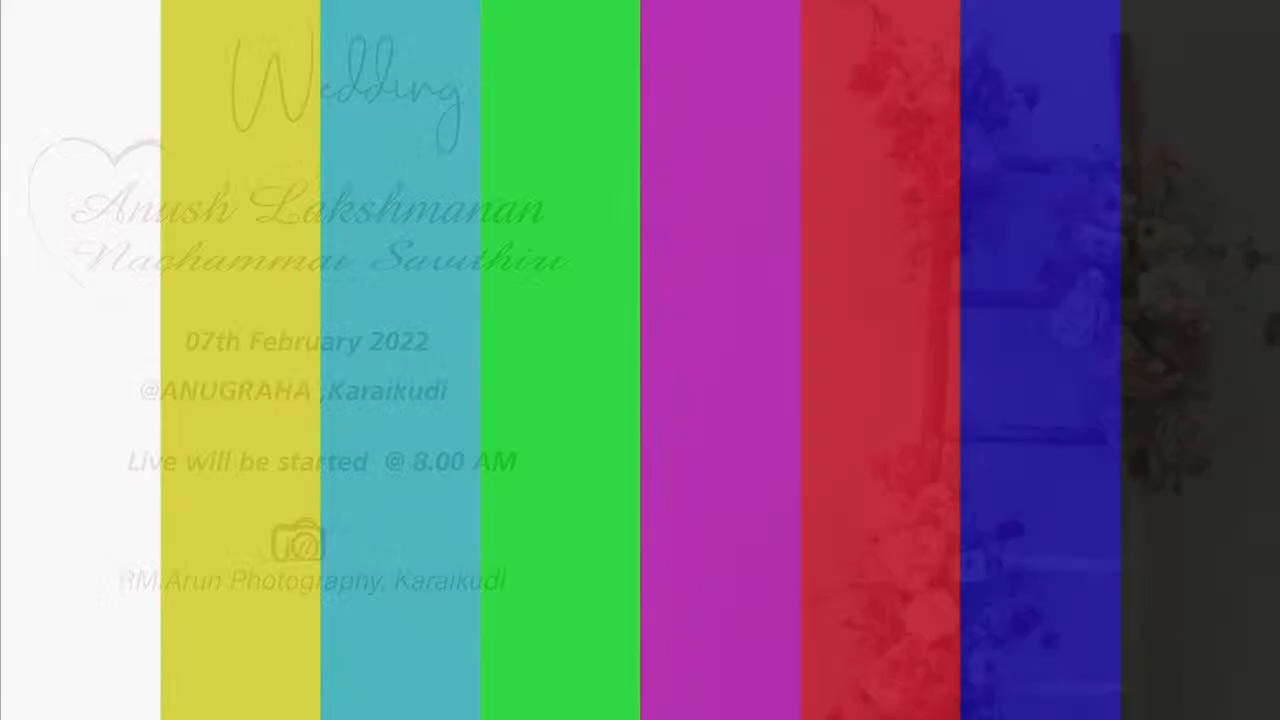 Wedding
Anush Lakshmanan
Naghammai Savithiri
07th February 2022
@ANUGRAHA ,Karaikudi
Live will be started @ 8.00 AM
RM.Arun Photography, Karaikudi